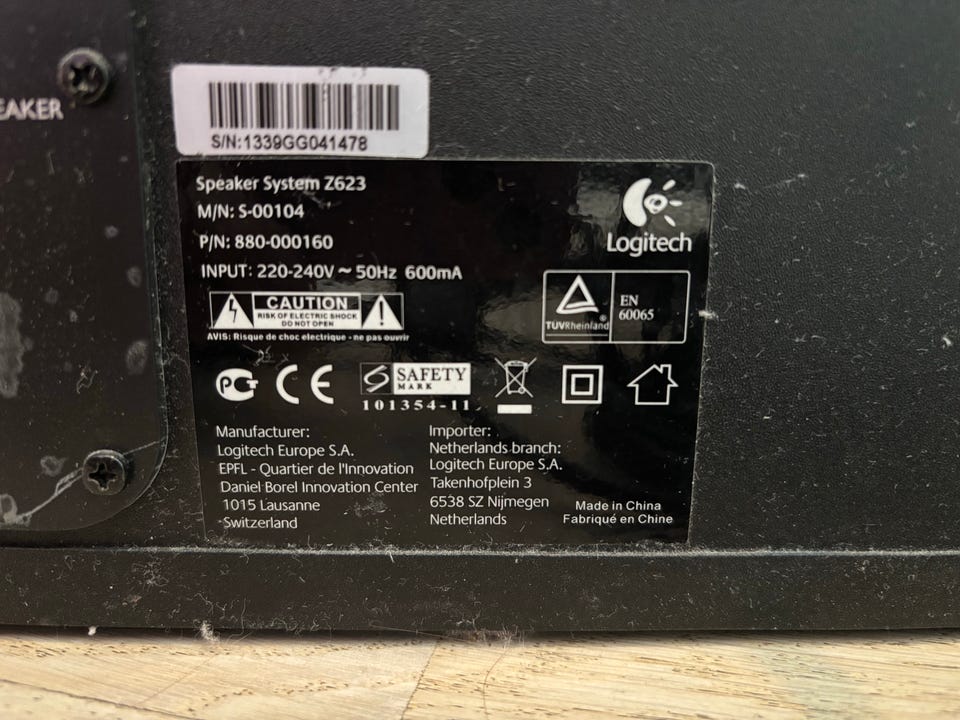 EAKER
S/N:1339GG041478
Speaker System Z623
M/N: S-00104
P/N: 880-000160
INPUT: 220-240V ~ 50Hz 600mA
Logitech
CAUTION
RISK OF ELECTRIC SHOCK
DO NOT OPEN
AVIS: Risque de choc electrique - ne pas ouvrir
TÜVRheinland
EN
60065
CE
SAFETY
MARK
101354-11
Manufacturer:
Logitech Europe S.A.
EPFL - Quartier de l'Innovation
Daniel Borel Innovation Center
1015 Lausanne
Switzerland
Importer:
Netherlands branch:
Logitech Europe S.A.
Takenhofplein 3
6538 SZ Nijmegen
Netherlands
Made in China
Fabriqué en Chine